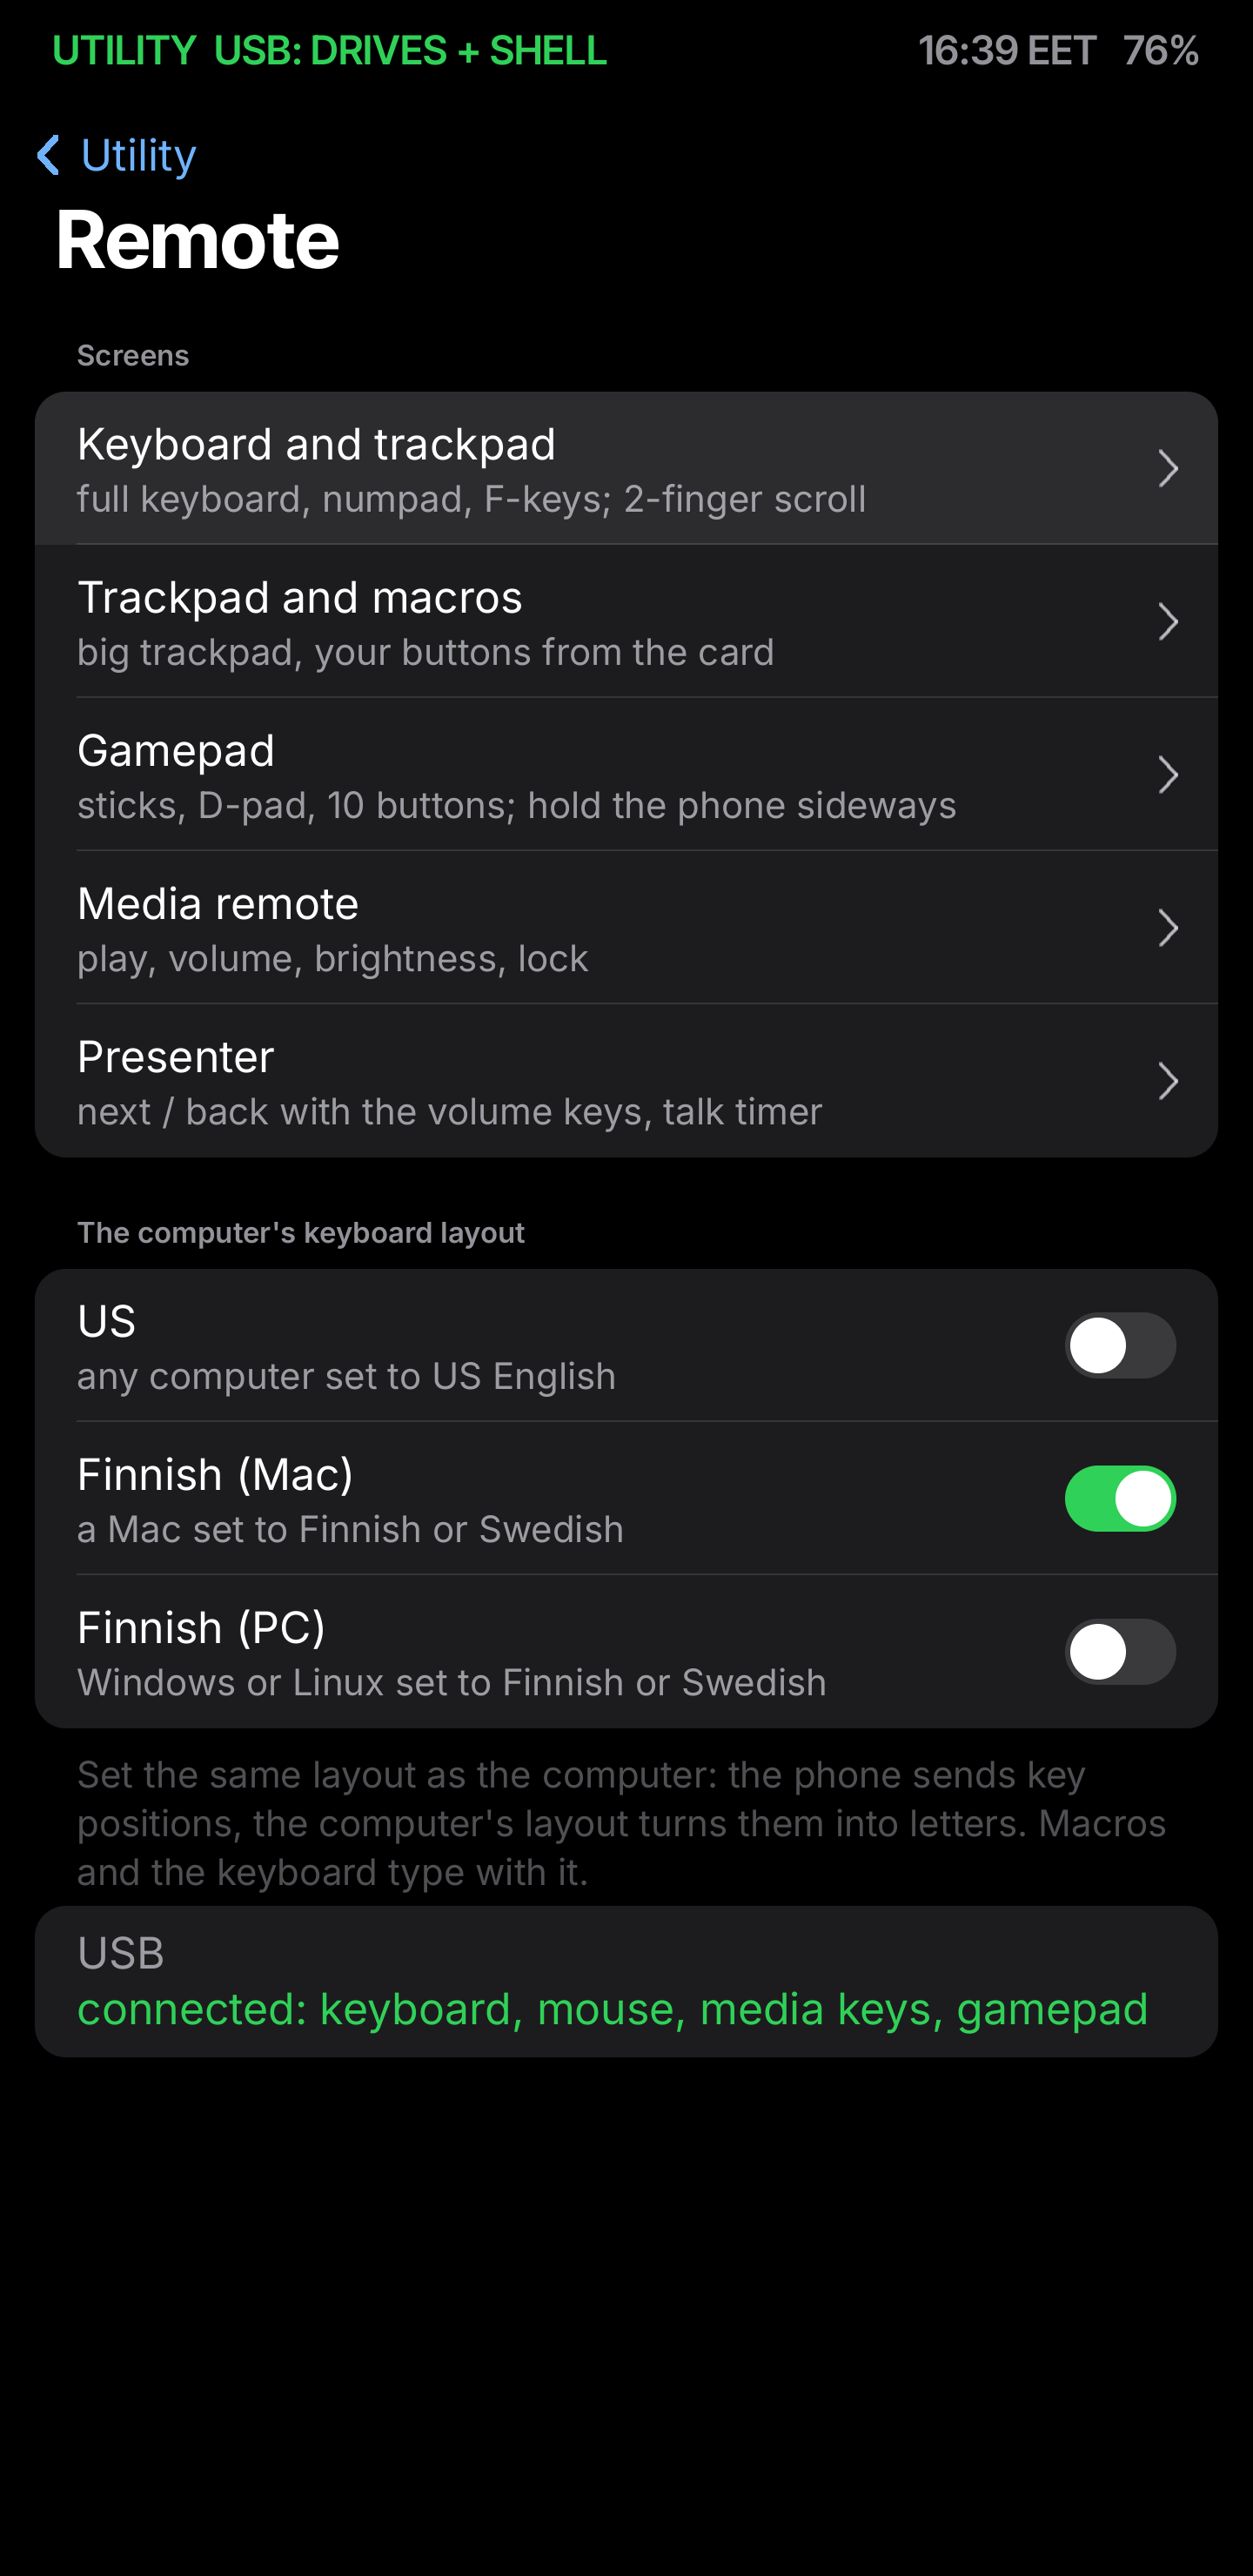 UTILITY USB: DRIVES + SHELL 16:39 EET 76%
Utility
Remote
Screens
Keyboard and trackpad
full keyboard, numpad, F-keys; 2-finger scroll
Trackpad and macros
big trackpad, your buttons from the card
Gamepad
sticks, D-pad, 10 buttons; hold the phone sideways
Media remote
play, volume, brightness, lock
Presenter
next / back with the volume keys, talk timer
The computer's keyboard layout
US
any computer set to US English
Finnish (Mac)
a Mac set to Finnish or Swedish
Finnish (PC)
Windows or Linux set to Finnish or Swedish
Set the same layout as the computer: the phone sends key
positions, the computer's layout turns them into letters. Macros
and the keyboard type with it.
USB
connected: keyboard, mouse, media keys, gamepad